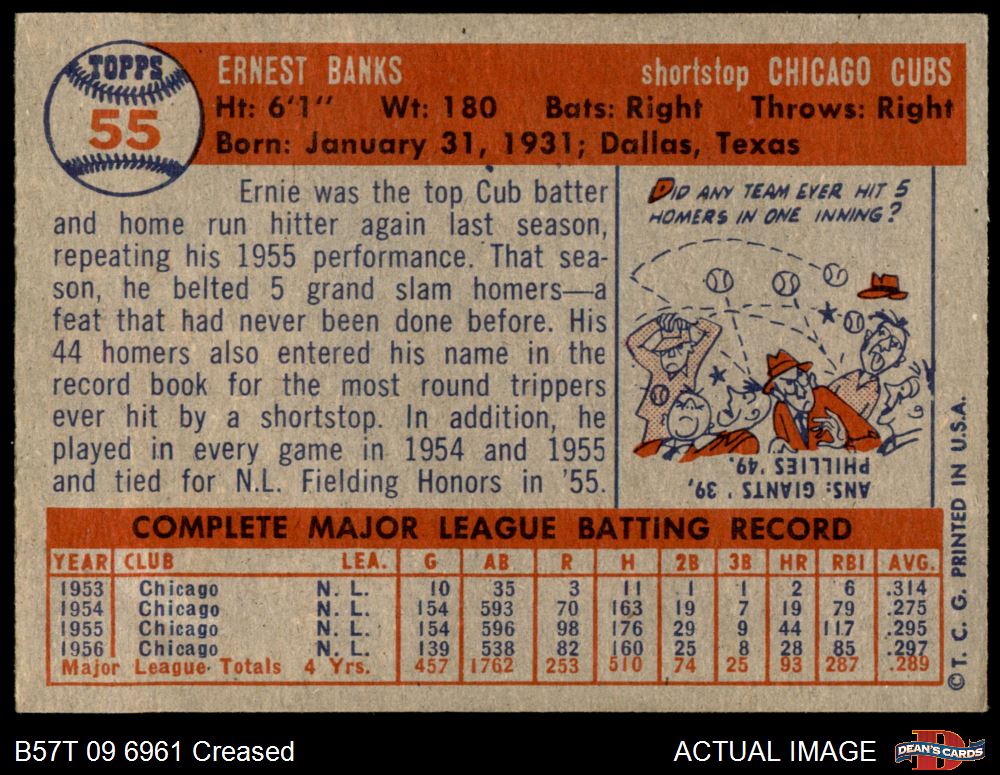 TOPPS
55
ERNEST BANKS shortstop CHICAGO CUBS
Ht: 6'1" Wt: 180 Bats: Right Throws: Right
Born: January 31, 1931; Dallas, Texas
Ernie was the top Cub batter
and home run hitter again last season,
repeating his 1955 performance. That sea-
son, he belted 5 grand slam homers—a
feat that had never been done before. His
44 homers also entered his name in the
record book for the most round trippers
ever hit by a shortstop. In addition, he
played in every game in 1954 and 1955
and tied for N.L. Fielding Honors in '55.
DID ANY TEAM EVER HIT 5
HOMERS IN ONE INNING?
ANS: GIANTS '39,
PHILLIES '49.
COMPLETE MAJOR LEAGUE BATTING RECORD
YEAR CLUB LEA. G AB R H 2B 3B HR RBI AVG.
1953 Chicago N. L. 10 35 3 11 1 1 2 6 .314
1954 Chicago N. L. 154 593 70 163 19 7 19 79 .275
1955 Chicago N. L. 154 596 98 176 29 9 44 117 .295
1956 Chicago N. L. 139 538 82 160 25 8 28 85 .297
Major League Totals 4 Yrs. 457 1762 253 510 74 25 93 287 .289
© T. C. G. PRINTED IN U.S.A.
B57T 09 6961 Creased ACTUAL IMAGE
D
DEAN'S CARDS